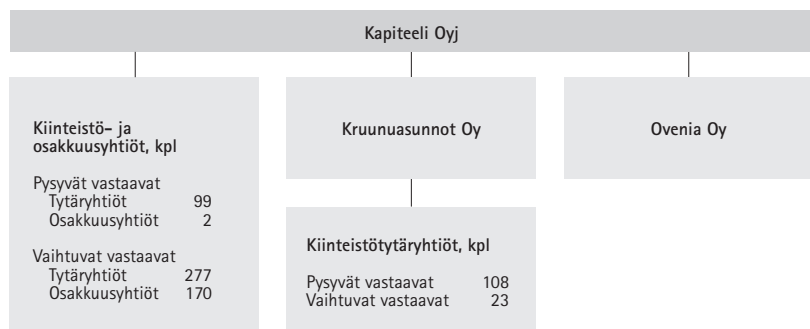 Kapiteeli Oyj
Kiinteistö- ja
osakkuusyhtiöt, kpl
Pysyvät vastaavat
Tytäryhtiöt 99
Osakkuusyhtiöt 2
Vaihtuvat vastaavat
Tytäryhtiöt 277
Osakkuusyhtiöt 170
Kruunuasunnot Oy
Kiinteistötytäryhtiöt, kpl
Pysyvät vastaavat 108
Vaihtuvat vastaavat 23
Ovenia Oy